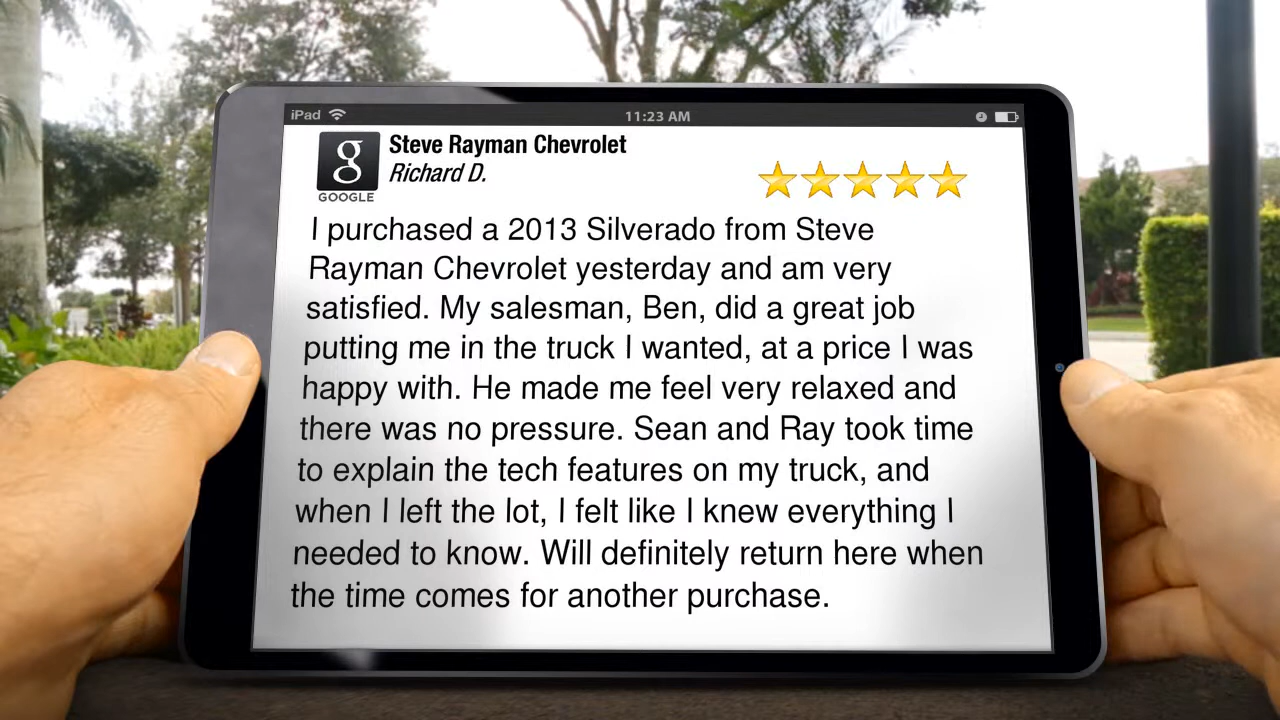 iPad
11:23 AM
g
GOOGLE
Steve Rayman Chevrolet
Richard D.
I purchased a 2013 Silverado from Steve
Rayman Chevrolet yesterday and am very
satisfied. My salesman, Ben, did a great job
putting me in the truck I wanted, at a price I was
happy with. He made me feel very relaxed and
there was no pressure. Sean and Ray took time
to explain the tech features on my truck, and
when I left the lot, I felt like I knew everything I
needed to know. Will definitely return here when
the time comes for another purchase.